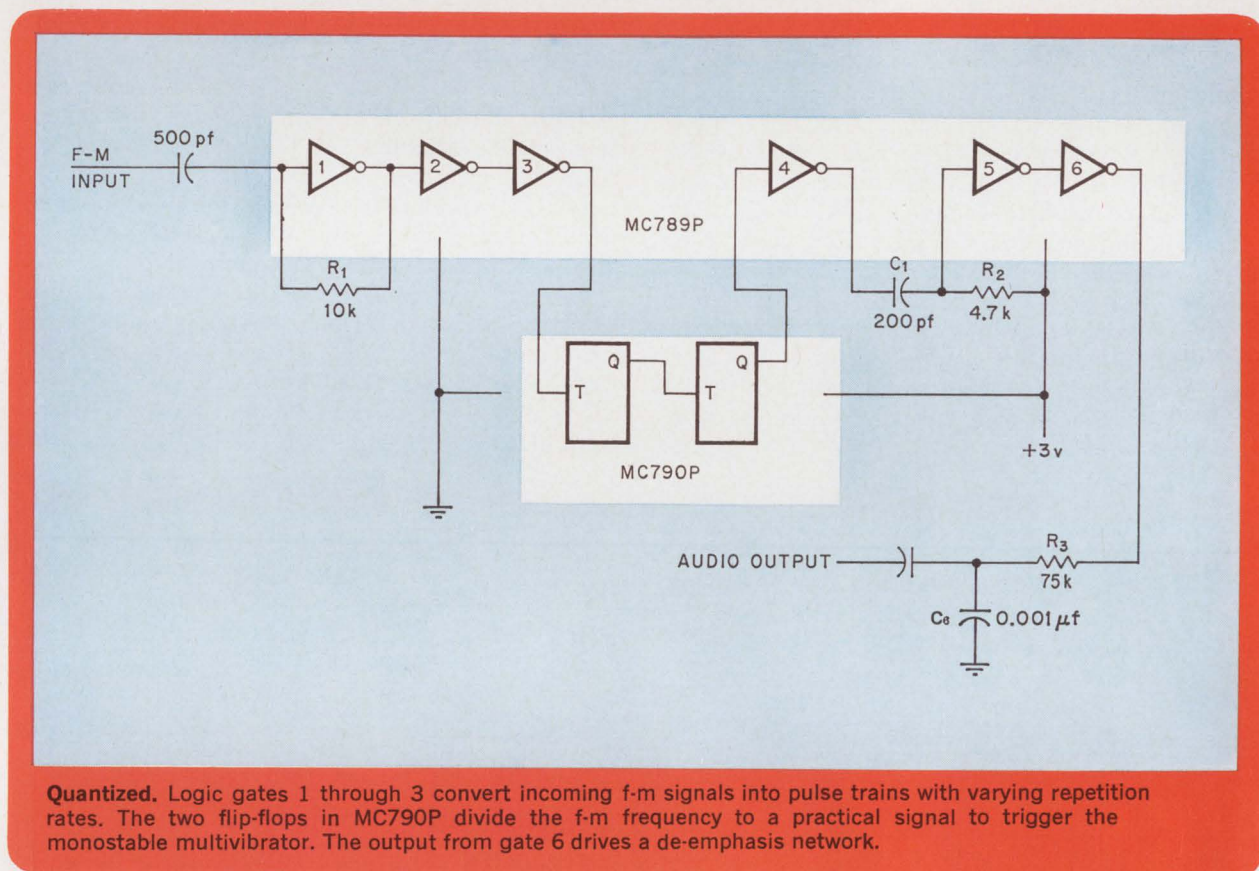 500 pf
F-M
INPUT
1
2
3
4
5
6
MC789P
R1
10k
C1
200 pf
R2
4.7k
Q
T
Q
T
MC790P
+3v
AUDIO OUTPUT
R3
75k
C6 0.001 µf
Quantized. Logic gates 1 through 3 convert incoming f-m signals into pulse trains with varying repetition
rates. The two flip-flops in MC790P divide the f-m frequency to a practical signal to trigger the
monostable multivibrator. The output from gate 6 drives a de-emphasis network.